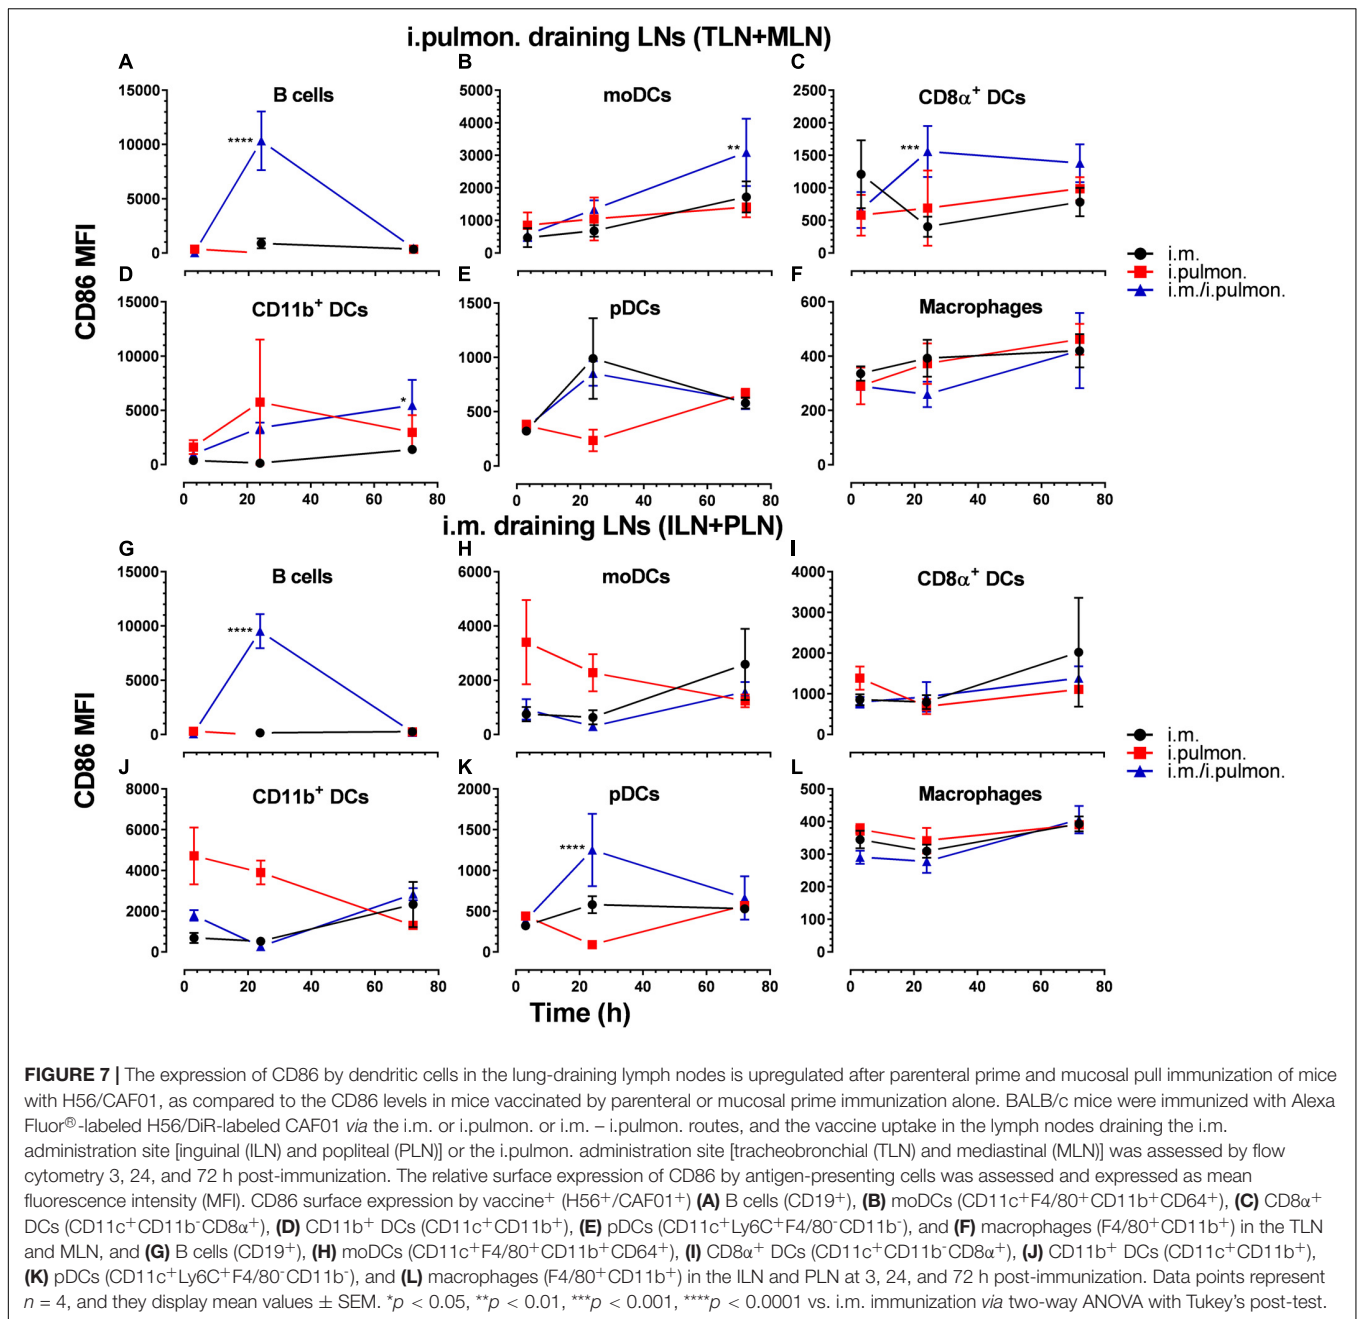 i.pulmon. draining LNs (TLN+MLN)
A
B
C
B cells
moDCs
CD8α⁺ DCs
15000
10000
5000
0
****
5000
4000
3000
2000
1000
0
**
2500
2000
1500
1000
500
0
***
CD86 MFI
i.m.
i.pulmon.
i.m./i.pulmon.
D
E
F
CD11b⁺ DCs
pDCs
Macrophages
15000
10000
5000
0
*
0 20 40 60 80
1500
1000
500
0
0 20 40 60 80
600
400
200
0
0 20 40 60 80
i.m. draining LNs (ILN+PLN)
G
H
I
B cells
moDCs
CD8α⁺ DCs
15000
10000
5000
0
****
6000
4000
2000
0
4000
3000
2000
1000
0
CD86 MFI
i.m.
i.pulmon.
i.m./i.pulmon.
J
K
L
CD11b⁺ DCs
pDCs
Macrophages
8000
6000
4000
2000
0
0 20 40 60 80
2000
1500
1000
500
0
****
0 20 40 60 80
500
400
300
200
100
0
0 20 40 60 80
Time (h)
FIGURE 7 | The expression of CD86 by dendritic cells in the lung-draining lymph nodes is upregulated after parenteral prime and mucosal pull immunization of mice
with H56/CAF01, as compared to the CD86 levels in mice vaccinated by parenteral or mucosal prime immunization alone. BALB/c mice were immunized with Alexa
Fluor®-labeled H56/DiR-labeled CAF01 via the i.m. or i.pulmon. or i.m. – i.pulmon. routes, and the vaccine uptake in the lymph nodes draining the i.m.
administration site [inguinal (ILN) and popliteal (PLN)] or the i.pulmon. administration site [tracheobronchial (TLN) and mediastinal (MLN)] was assessed by flow
cytometry 3, 24, and 72 h post-immunization. The relative surface expression of CD86 by antigen-presenting cells was assessed and expressed as mean
fluorescence intensity (MFI). CD86 surface expression by vaccine⁺ (H56⁺/CAF01⁺) (A) B cells (CD19⁺), (B) moDCs (CD11c⁺F4/80⁺CD11b⁺CD64⁺), (C) CD8α⁺
DCs (CD11c⁺CD11b⁻CD8α⁺), (D) CD11b⁺ DCs (CD11c⁺CD11b⁺), (E) pDCs (CD11c⁺Ly6C⁺F4/80⁻CD11b⁻), and (F) macrophages (F4/80⁺CD11b⁺) in the TLN
and MLN, and (G) B cells (CD19⁺), (H) moDCs (CD11c⁺F4/80⁺CD11b⁺CD64⁺), (I) CD8α⁺ DCs (CD11c⁺CD11b⁻CD8α⁺), (J) CD11b⁺ DCs (CD11c⁺CD11b⁺),
(K) pDCs (CD11c⁺Ly6C⁺F4/80⁻CD11b⁻), and (L) macrophages (F4/80⁺CD11b⁺) in the ILN and PLN at 3, 24, and 72 h post-immunization. Data points represent
n = 4, and they display mean values ± SEM. *p < 0.05, **p < 0.01, ***p < 0.001, ****p < 0.0001 vs. i.m. immunization via two-way ANOVA with Tukey's post-test.